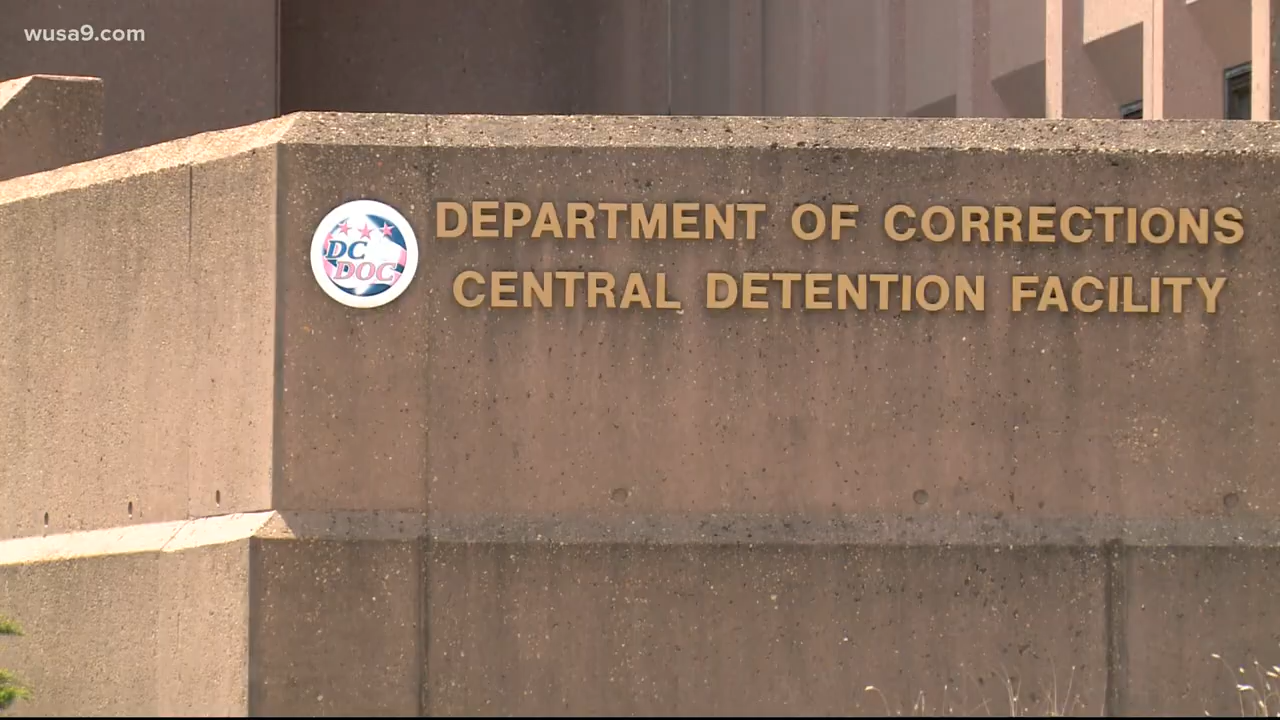 wusa9.com
DEPARTMENT OF CORRECTIONS
DC
DOC
CENTRAL DETENTION FACILITY